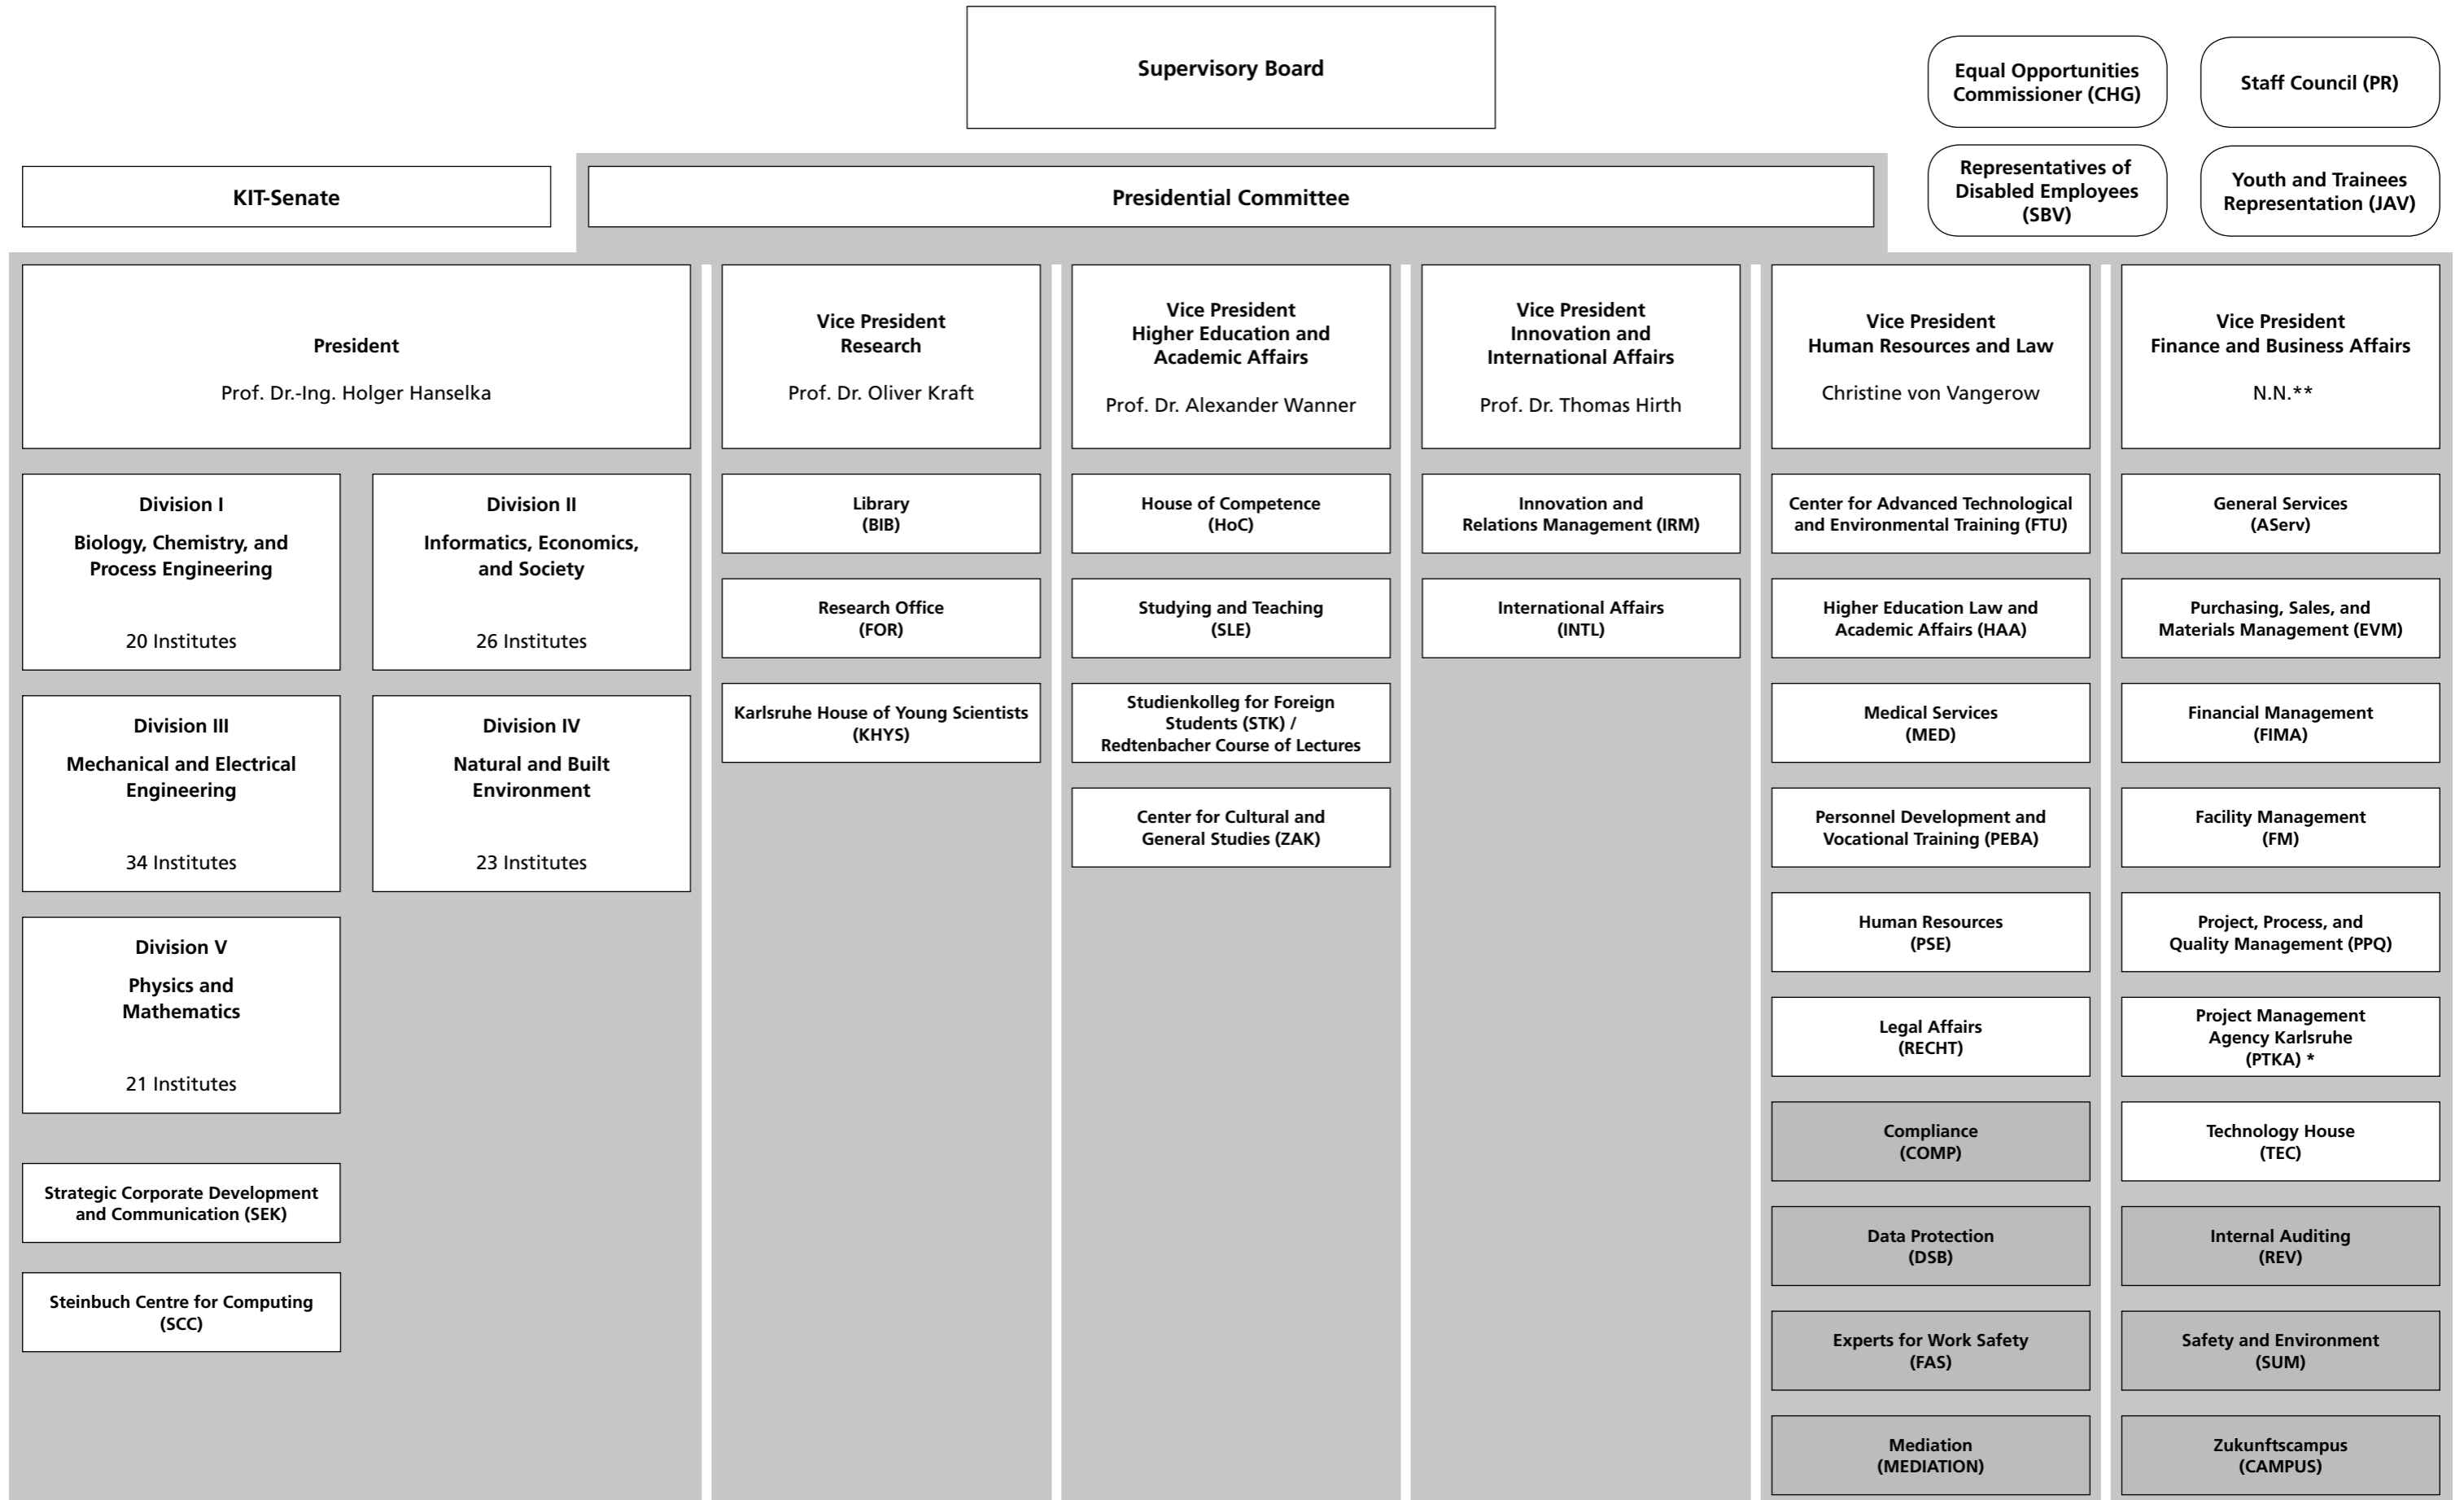 Supervisory Board
Equal Opportunities
Commissioner (CHG)
Staff Council (PR)
Representatives of
Disabled Employees
(SBV)
Youth and Trainees
Representation (JAV)
KIT-Senate
Presidential Committee
President
Prof. Dr.-Ing. Holger Hanselka
Vice President
Research
Prof. Dr. Oliver Kraft
Vice President
Higher Education and
Academic Affairs
Prof. Dr. Alexander Wanner
Vice President
Innovation and
International Affairs
Prof. Dr. Thomas Hirth
Vice President
Human Resources and Law
Christine von Vangerow
Vice President
Finance and Business Affairs
N.N.**
Division I
Biology, Chemistry, and
Process Engineering
20 Institutes
Division II
Informatics, Economics,
and Society
26 Institutes
Division III
Mechanical and Electrical
Engineering
34 Institutes
Division IV
Natural and Built
Environment
23 Institutes
Division V
Physics and
Mathematics
21 Institutes
Strategic Corporate Development
and Communication (SEK)
Steinbuch Centre for Computing
(SCC)
Library
(BIB)
Research Office
(FOR)
Karlsruhe House of Young Scientists
(KHYS)
House of Competence
(HoC)
Studying and Teaching
(SLE)
Studienkolleg for Foreign
Students (STK) /
Redtenbacher Course of Lectures
Center for Cultural and
General Studies (ZAK)
Innovation and
Relations Management (IRM)
International Affairs
(INTL)
Center for Advanced Technological
and Environmental Training (FTU)
Higher Education Law and
Academic Affairs (HAA)
Medical Services
(MED)
Personnel Development and
Vocational Training (PEBA)
Human Resources
(PSE)
Legal Affairs
(RECHT)
Compliance
(COMP)
Data Protection
(DSB)
Experts for Work Safety
(FAS)
Mediation
(MEDIATION)
General Services
(AServ)
Purchasing, Sales, and
Materials Management (EVM)
Financial Management
(FIMA)
Facility Management
(FM)
Project, Process, and
Quality Management (PPQ)
Project Management
Agency Karlsruhe
(PTKA) *
Technology House
(TEC)
Internal Auditing
(REV)
Safety and Environment
(SUM)
Zukunftscampus
(CAMPUS)